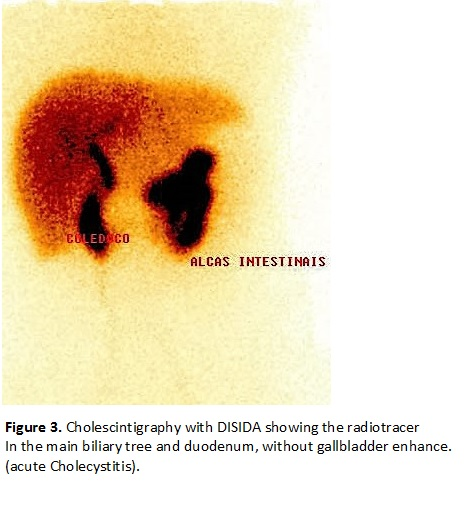 COLEDOCO
ALCAS INTESTINAIS
Figure 3. Cholescintigraphy with DISIDA showing the radiotracer
In the main biliary tree and duodenum, without gallbladder enhance.
(acute Cholecystitis).